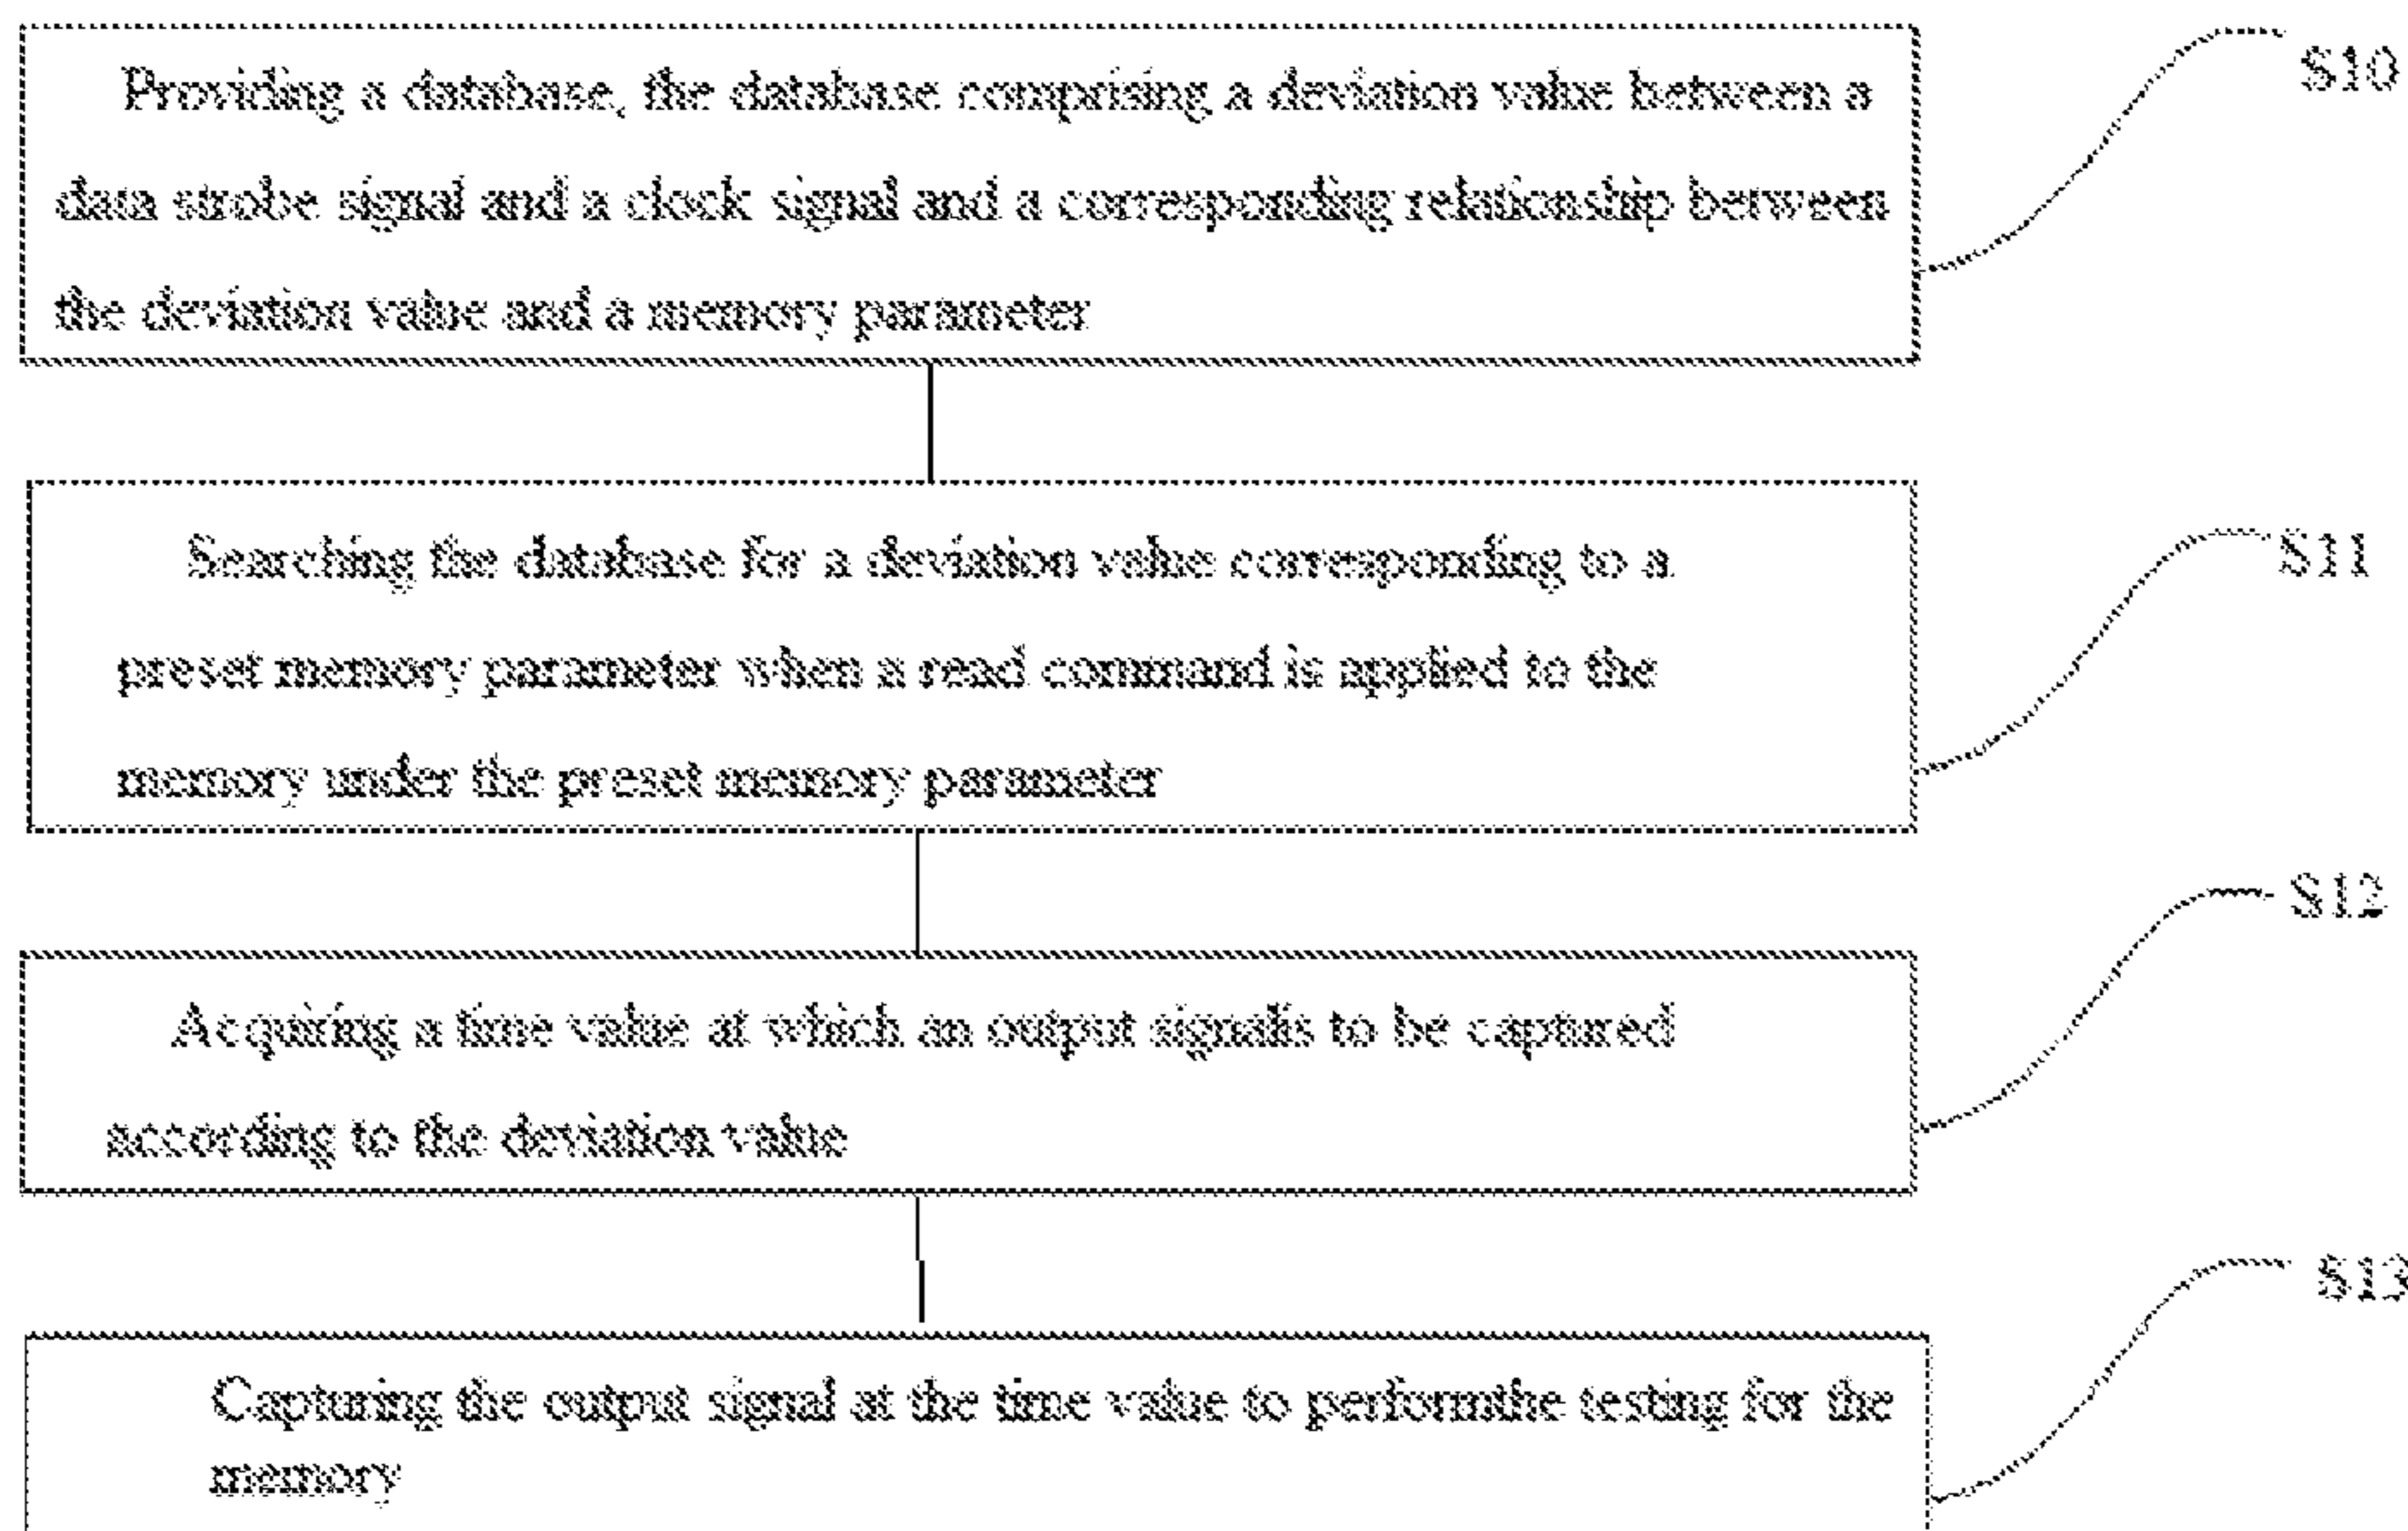 Providing a database, the database comprising a deviation value between a
data strobe signal and a clock signal and a corresponding relationship between
the deviation value and a memory parameter
S10
Searching the database for a deviation value corresponding to a
preset memory parameter when a read command is applied to the
memory under the preset memory parameter
S11
Acquiring a time value at which an output signalis to be captured
according to the deviation value
S12
Capturing the output signal at the time value to performthe testing for the
memory
S13